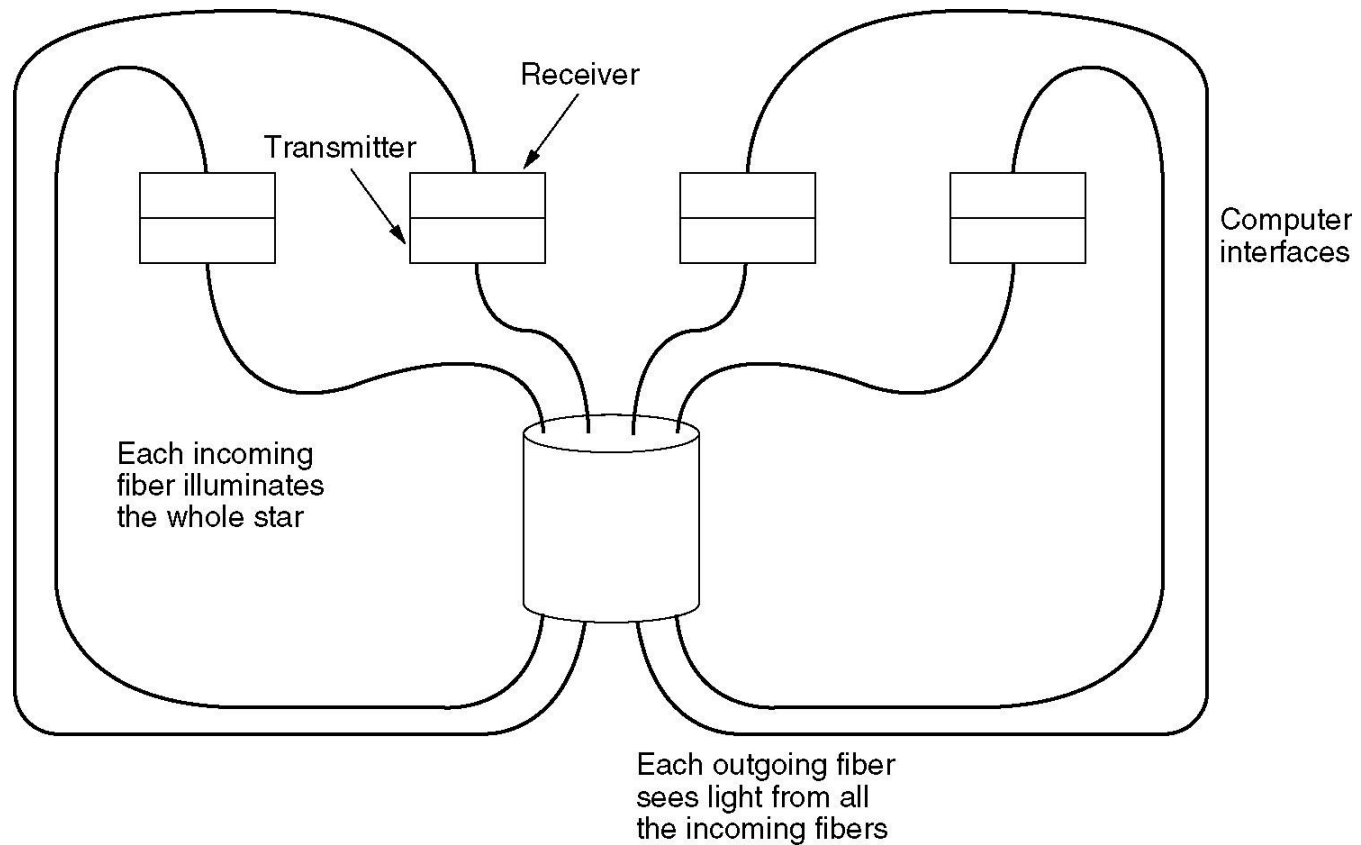 Receiver
Transmitter
Computer
interfaces
Each incoming
fiber illuminates
the whole star
Each outgoing fiber
sees light from all
the incoming fibers